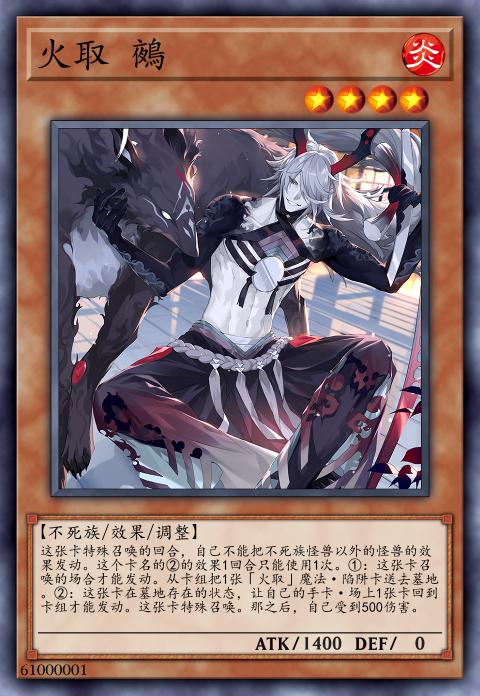 火取 鵺
炎
【不死族/效果/调整】
这张卡特殊召唤的回合，自己不能把不死族怪兽以外的怪兽的效
果发动。这个卡名的②的效果1回合只能使用1次。①：这张卡召
唤的场合才能发动。从卡组把1张「火取」魔法·陷阱卡送去墓地
。②：这张卡在墓地存在的状态，让自己的手卡·场上1张卡回到
卡组才能发动。这张卡特殊召唤。那之后，自己受到500伤害。
ATK/1400 DEF/ 0
61000001